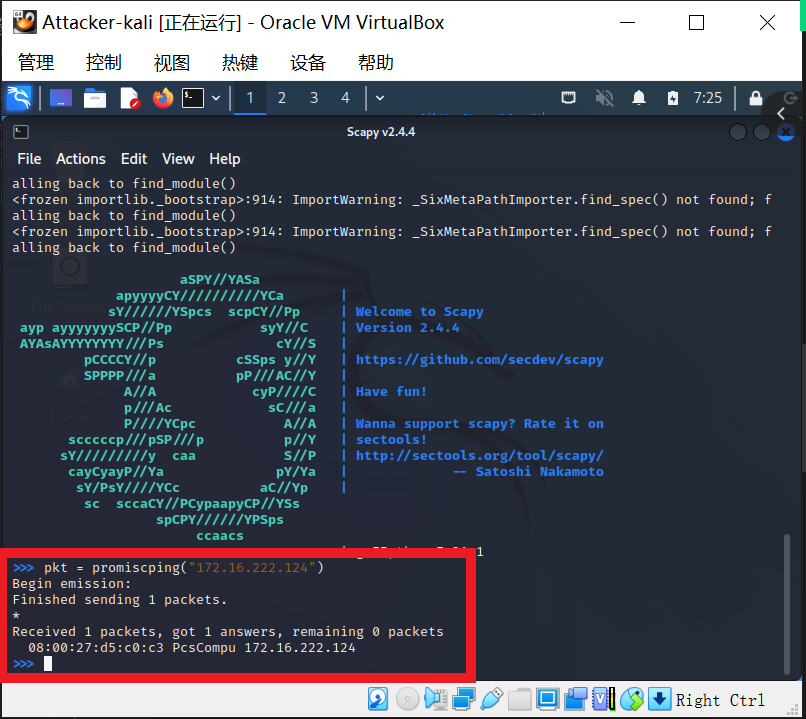 Attacker-kali [正在运行] - Oracle VM VirtualBox
管理 控制 视图 热键 设备 帮助
1 2 3 4 7:25
Scapy v2.4.4
File Actions Edit View Help
alling back to find_module()
<frozen importlib._bootstrap>:914: ImportWarning: _SixMetaPathImporter.find_spec() not found; f
alling back to find_module()
<frozen importlib._bootstrap>:914: ImportWarning: _SixMetaPathImporter.find_spec() not found; f
alling back to find_module()
aSPY//YASa
apyyyyCY//////////YCa |
sY//////YSpcs scpCY//Pp | Welcome to Scapy
ayp ayyyyyyySCP//Pp syY//C | Version 2.4.4
AYAsAYYYYYYYY///Ps cY//S |
pCCCCY//p cSSps y//Y | https://github.com/secdev/scapy
SPPPP///a pP///AC//Y |
A//A cyP////C | Have fun!
p///Ac sC///a |
P////YCpc A//A | Wanna support scapy? Rate it on
scccccp///pSP///p p//Y | sectools!
sY/////////y caa S//P | http://sectools.org/tool/scapy/
cayCyayP//Ya pY/Ya | -- Satoshi Nakamoto
sY/PsY////YCc aC//Yp |
sc sccaCY//PCypaapyCP//YSs
spCPY//////YPSps
ccaacs
>>> pkt = promiscping("172.16.222.124")
Begin emission:
Finished sending 1 packets.
*
Received 1 packets, got 1 answers, remaining 0 packets
08:00:27:d5:c0:c3 PcsCompu 172.16.222.124
>>>
File System
Home
Right Ctrl